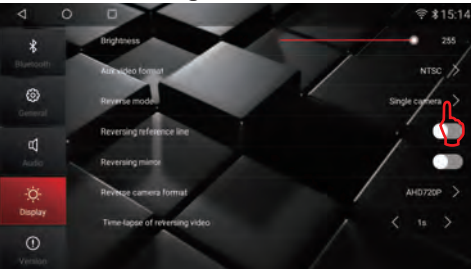 15:14
Brightness 255
Bluetooth
Aux video format NTSC
Reverse mode Single camera
General
Reversing reference line
Audio
Reversing mirror
Reverse camera format AHD720P
Display
Time-lapse of reversing video 1s
Version